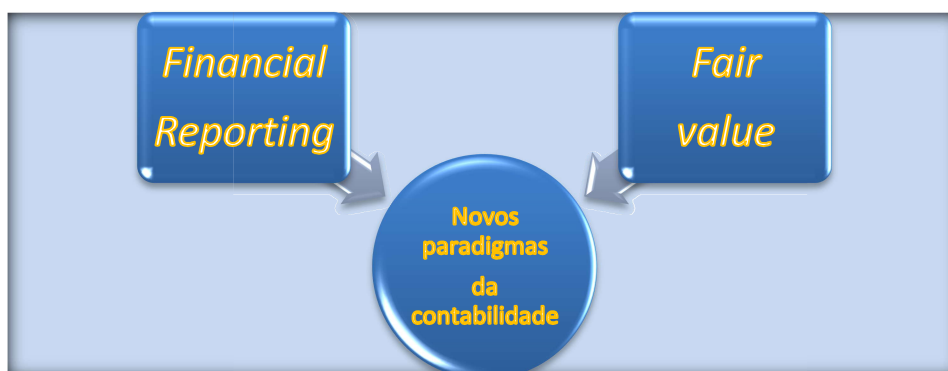 Financial
Reporting
Fair
value
Novos
paradigmas
da
contabilidade